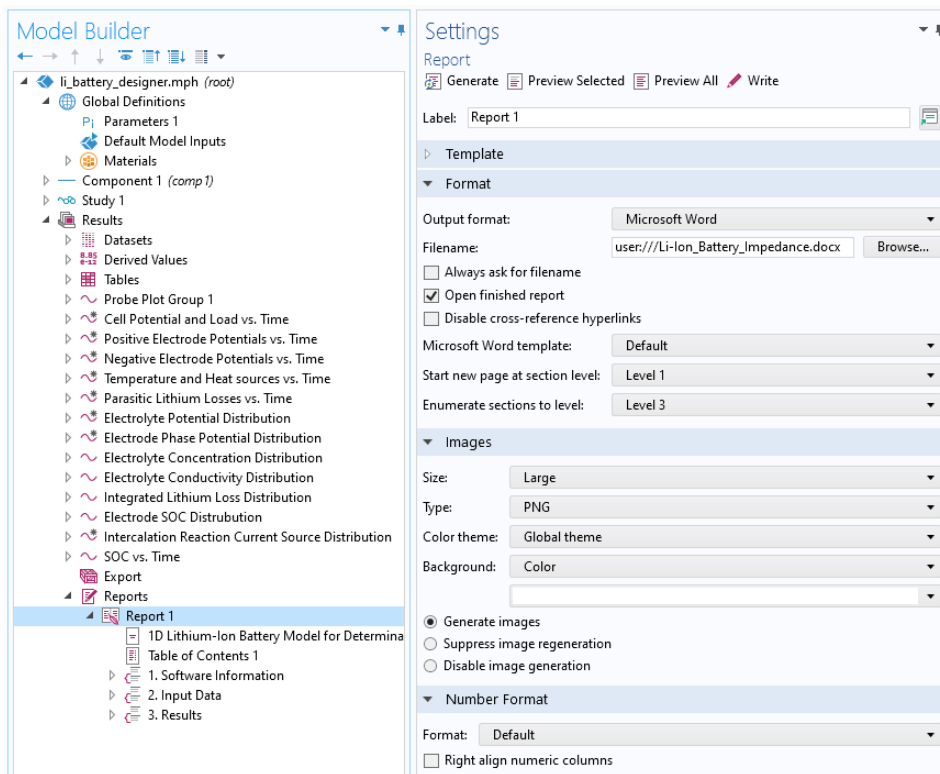 Model Builder
li_battery_designer.mph (root)
Global Definitions
Pi Parameters 1
Default Model Inputs
Materials
Component 1 (comp1)
Study 1
Results
Datasets
8.85
e-12 Derived Values
Tables
Probe Plot Group 1
Cell Potential and Load vs. Time
Positive Electrode Potentials vs. Time
Negative Electrode Potentials vs. Time
Temperature and Heat sources vs. Time
Parasitic Lithium Losses vs. Time
Electrolyte Potential Distribution
Electrode Phase Potential Distribution
Electrolyte Concentration Distribution
Electrolyte Conductivity Distribution
Integrated Lithium Loss Distribution
Electrode SOC Distrubution
Intercalation Reaction Current Source Distribution
SOC vs. Time
Export
Reports
Report 1
1D Lithium-Ion Battery Model for Determina
Table of Contents 1
1. Software Information
2. Input Data
3. Results
Settings
Report
Generate Preview Selected Preview All Write
Label: Report 1
Template
Format
Output format: Microsoft Word
Filename: user:///Li-Ion_Battery_Impedance.docx Browse...
Always ask for filename
Open finished report
Disable cross-reference hyperlinks
Microsoft Word template: Default
Start new page at section level: Level 1
Enumerate sections to level: Level 3
Images
Size: Large
Type: PNG
Color theme: Global theme
Background: Color
Generate images
Suppress image regeneration
Disable image generation
Number Format
Format: Default
Right align numeric columns